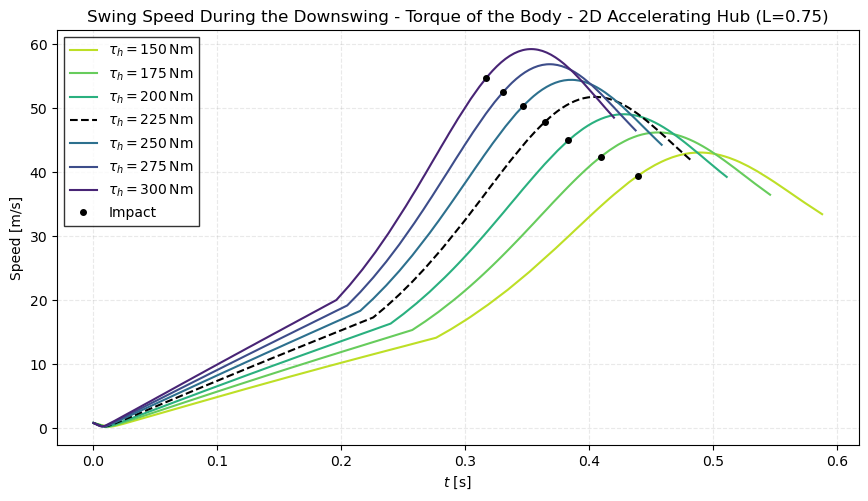 Swing Speed During the Downswing - Torque of the Body - 2D Accelerating Hub (L=0.75)
60
50
40
30
20
10
0
Speed [m/s]
τₕ = 150 Nm
τₕ = 175 Nm
τₕ = 200 Nm
τₕ = 225 Nm
τₕ = 250 Nm
τₕ = 275 Nm
τₕ = 300 Nm
Impact
0.0 0.1 0.2 0.3 0.4 0.5 0.6
t [s]